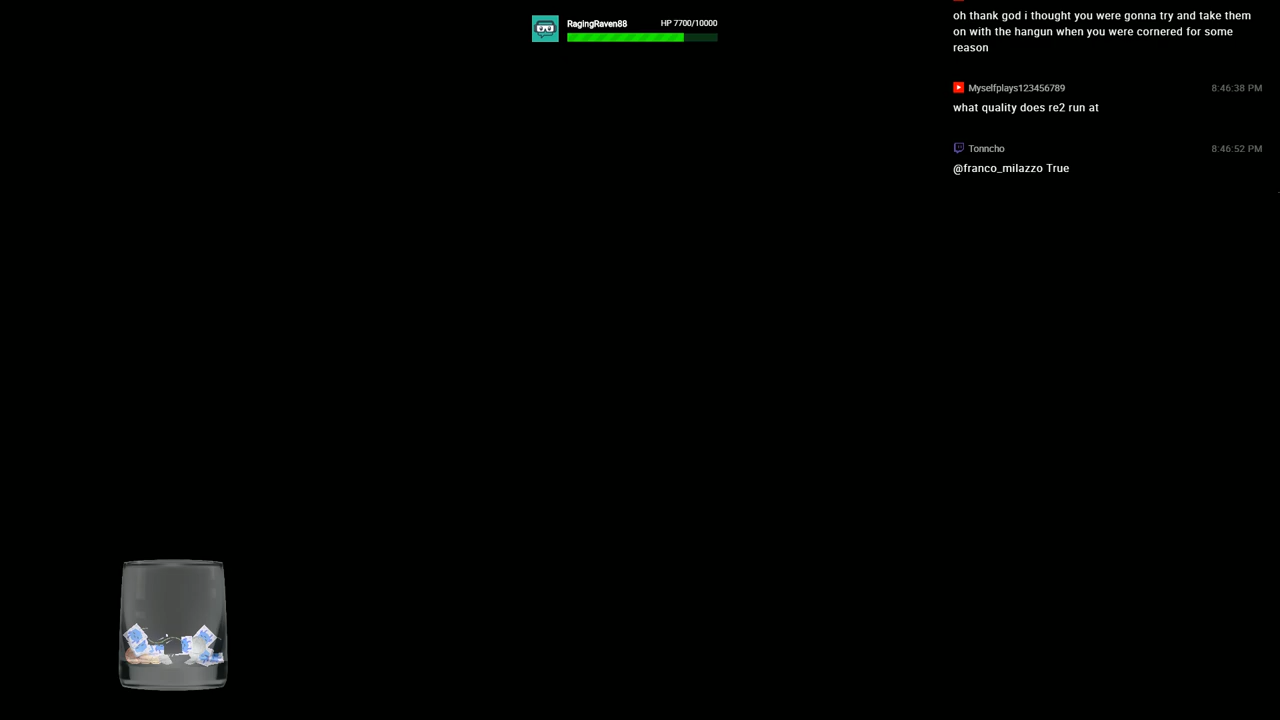 RagingRaven88
HP 7700/10000
oh thank god i thought you were gonna try and take them
on with the hangun when you were cornered for some
reason
Myselfplays123456789
8:46:38 PM
what quality does re2 run at
Tonncho
8:46:52 PM
@franco_milazzo True